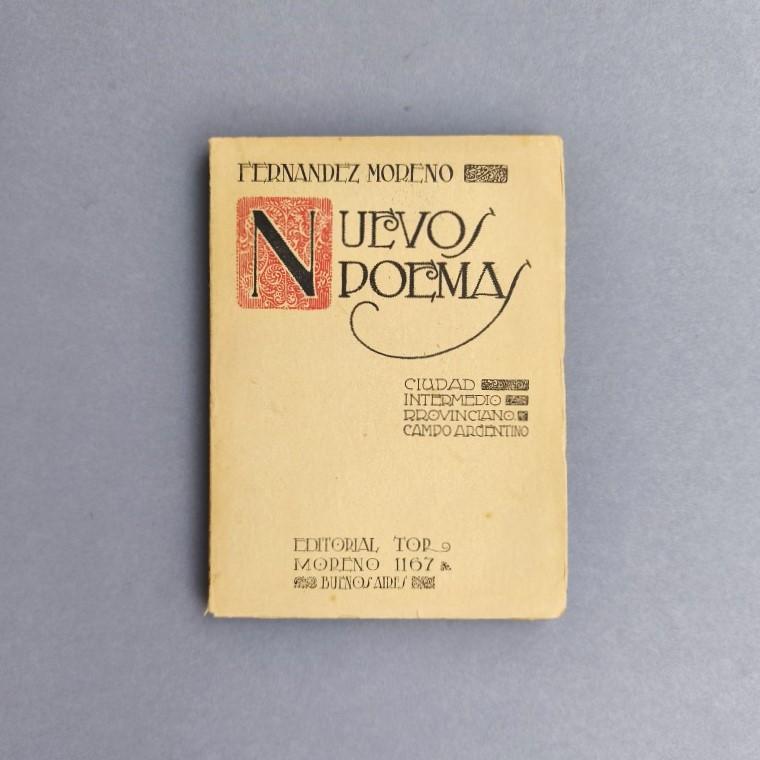 FERNANDEZ MORENO
NUEVOS
POEMAS
CIUDAD
INTERMEDIO
PROVINCIANO.
CAMPO ARGENTINO
EDITORIAL TOR
MORENO 1167
BUENOS AIRES